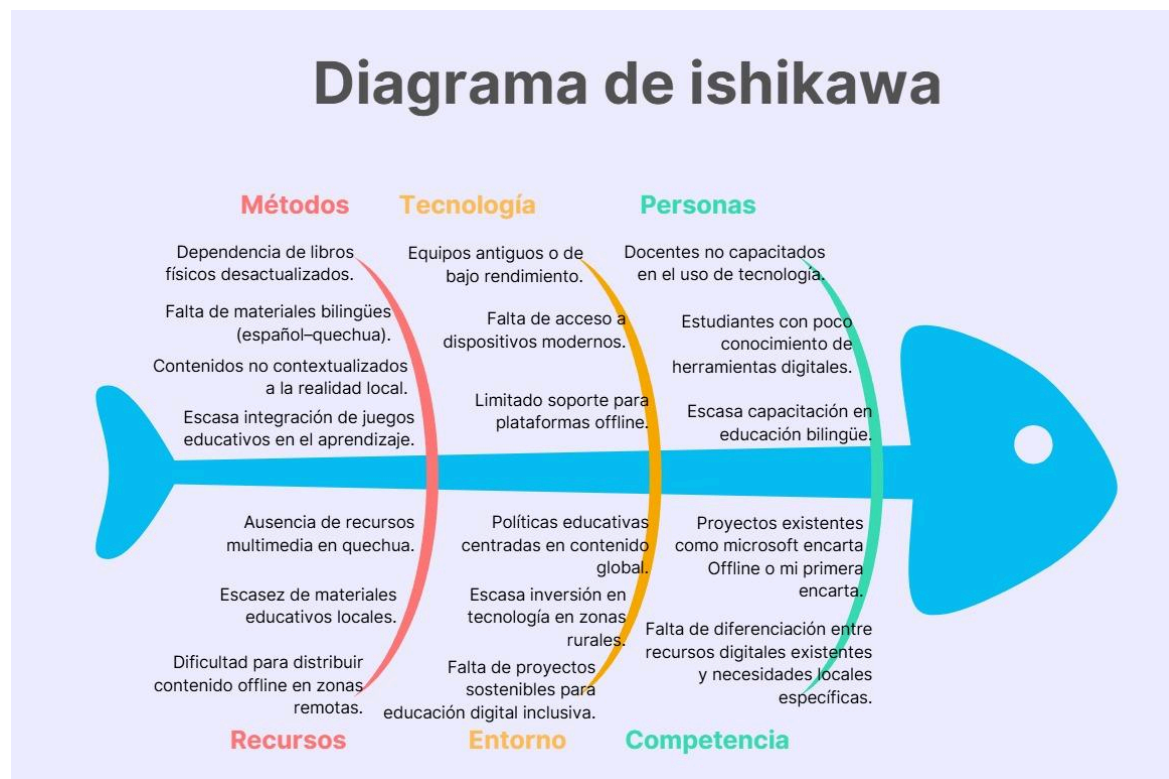 Diagrama de ishikawa
Métodos
Dependencia de libros
físicos desactualizados.
Falta de materiales bilingües
(español–quechua).
Contenidos no contextualizados
a la realidad local.
Escasa integración de juegos
educativos en el aprendizaje.
Tecnología
Equipos antiguos o de
bajo rendimiento.
Falta de acceso a
dispositivos modernos.
Limitado soporte para
plataformas offline.
Personas
Docentes no capacitados
en el uso de tecnología.
Estudiantes con poco
conocimiento de
herramientas digitales.
Escasa capacitación en
educación bilingüe.
Ausencia de recursos
multimedia en quechua.
Escasez de materiales
educativos locales.
Dificultad para distribuir
contenido offline en zonas
remotas.
Recursos
Políticas educativas
centradas en contenido
global.
Escasa inversión en
tecnología en zonas
rurales.
Falta de proyectos
sostenibles para
educación digital inclusiva.
Entorno
Proyectos existentes
como microsoft encarta
Offline o mi primera
encarta.
Falta de diferenciación entre
recursos digitales existentes
y necesidades locales
específicas.
Competencia